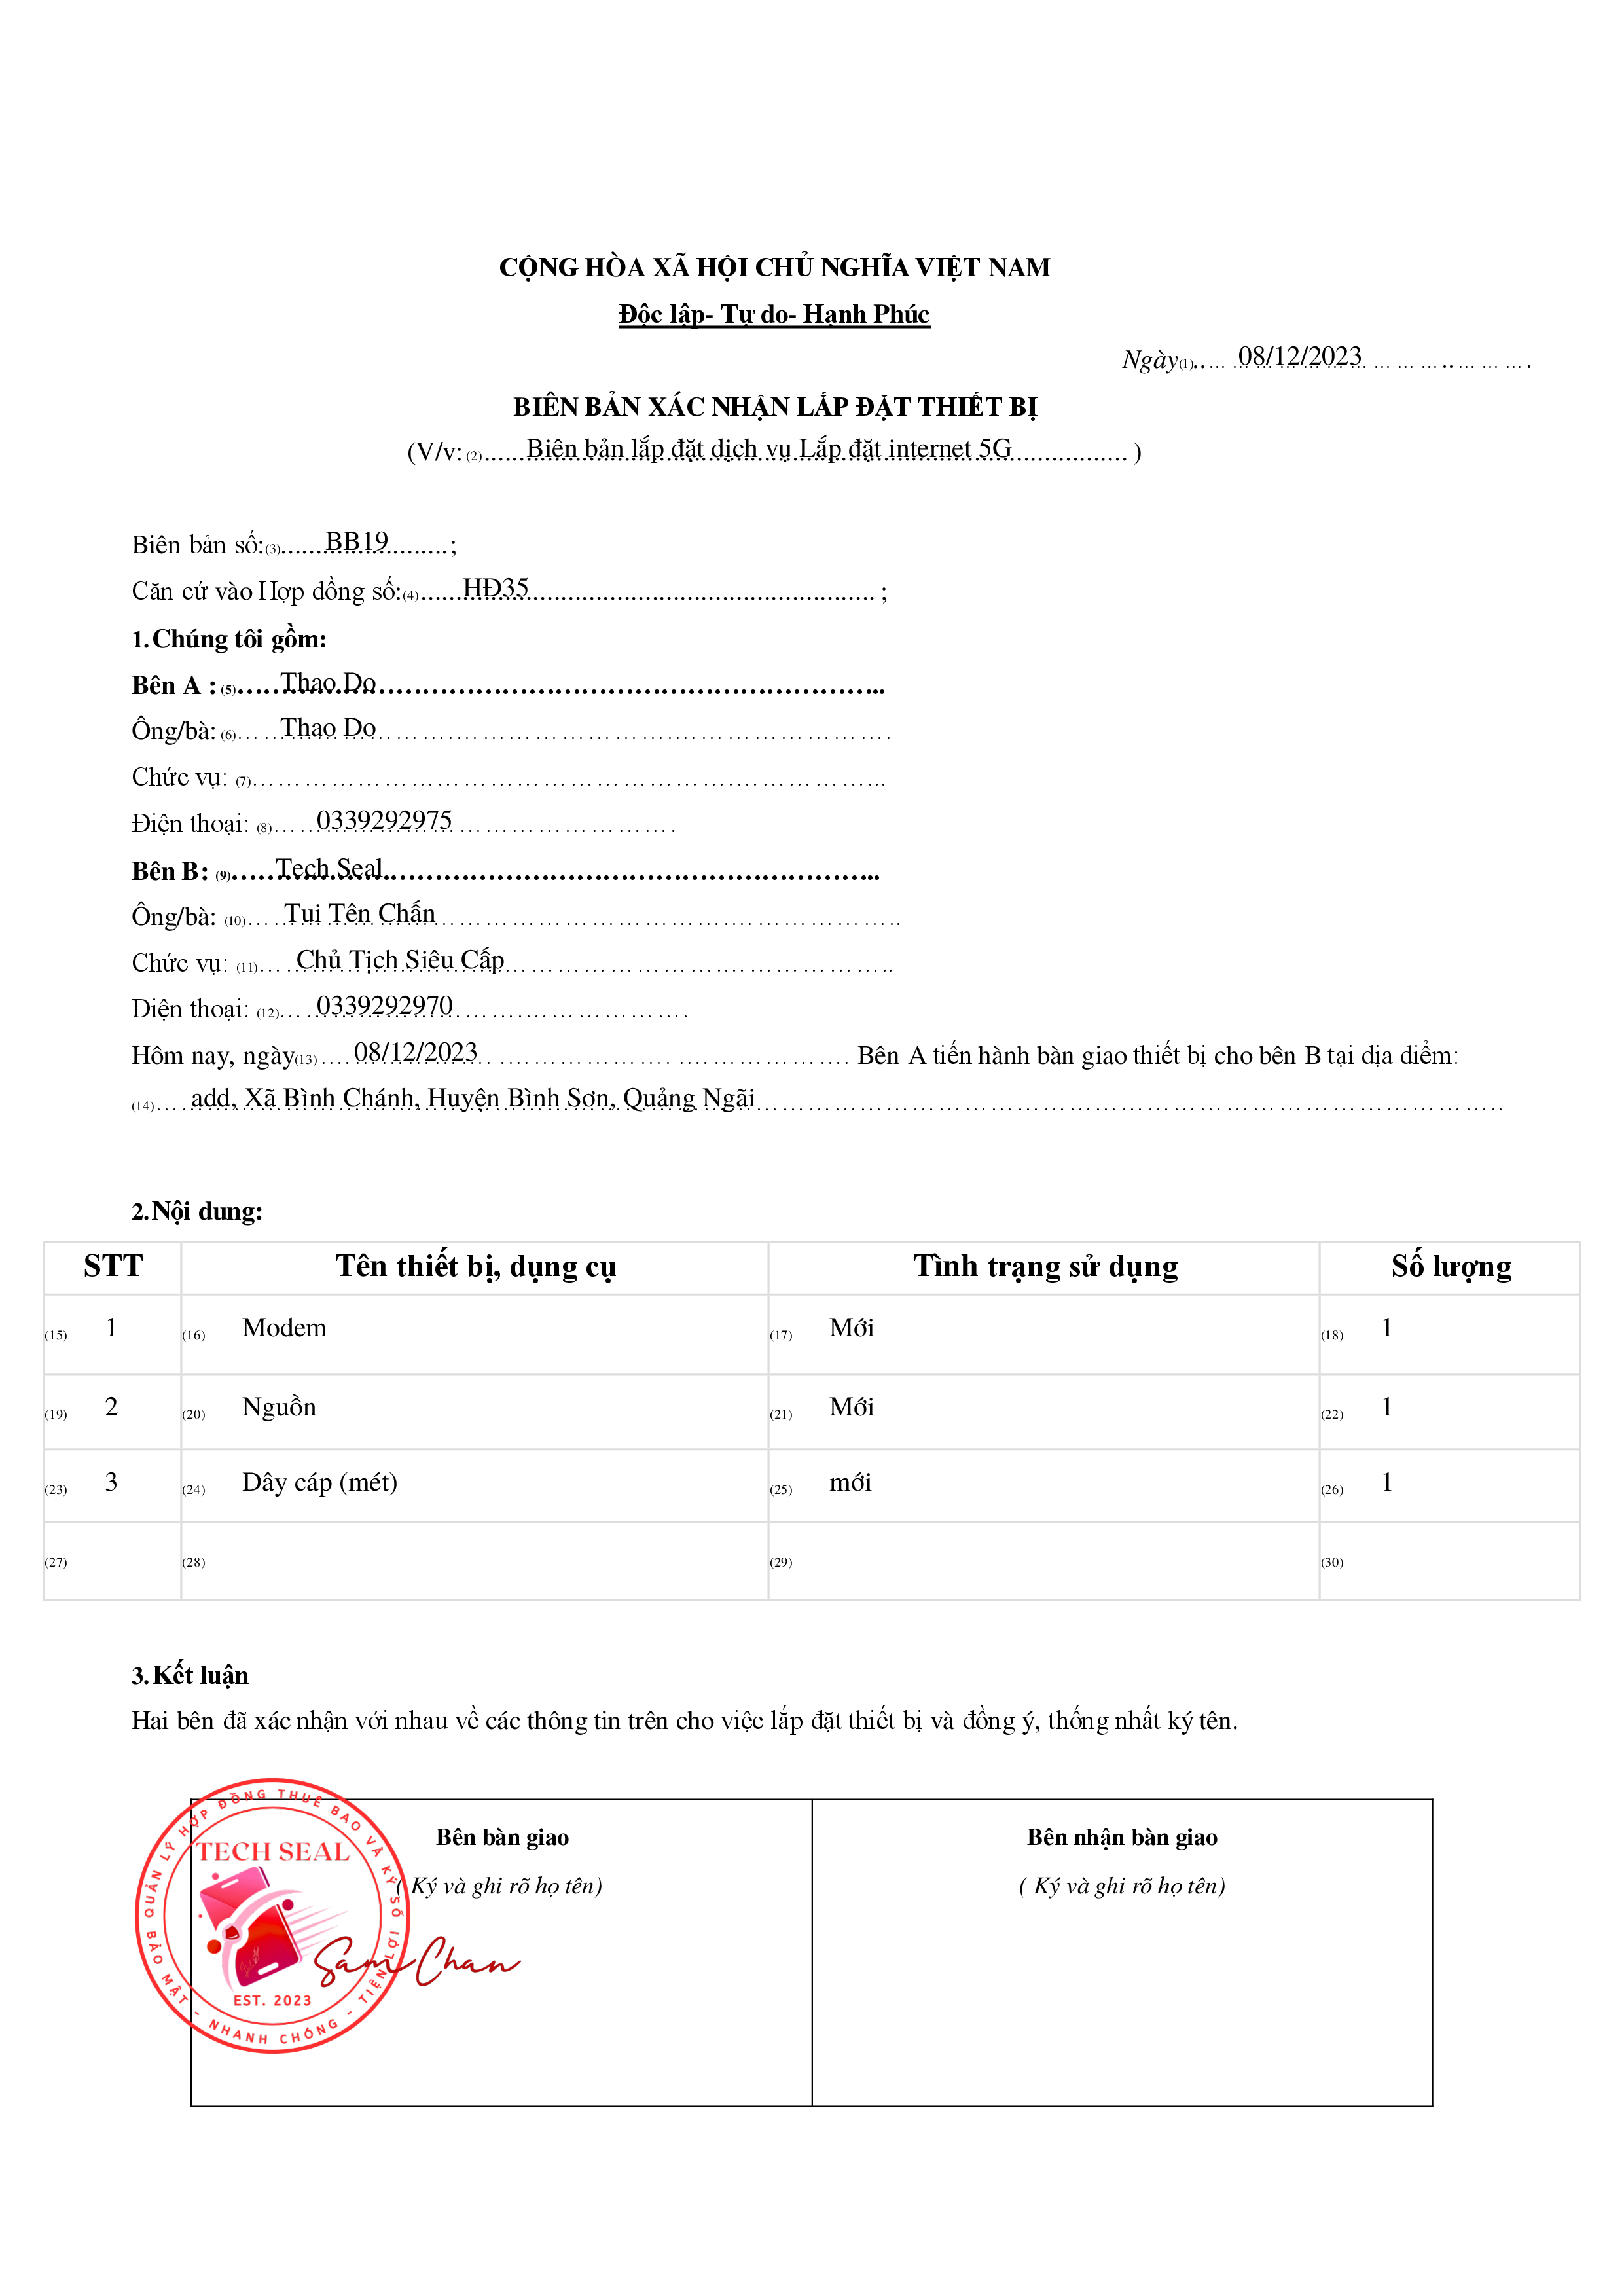 CỘNG HÒA XÃ HỘI CHỦ NGHĨA VIỆT NAM
Độc lập- Tự do- Hạnh Phúc
Ngày(1)..… … … … … … … … … ….. … … ….
08/12/2023
BIÊN BẢN XÁC NHẬN LẮP ĐẶT THIẾT BỊ
(V/v: (2) Biên bản lắp đặt dịch vụ Lắp đặt internet 5G )
Biên bản số:(3) BB19 ;
Căn cứ vào Hợp đồng số:(4) HĐ35 ;
1. Chúng tôi gồm:
Bên A : (5) Thao Do
Ông/bà: (6) Thao Do
Chức vụ: (7)
Điện thoại: (8) 0339292975
Bên B: (9) Tech Seal
Ông/bà: (10) Tui Tên Chấn
Chức vụ: (11) Chủ Tịch Siêu Cấp
Điện thoại: (12) 0339292970
Hôm nay, ngày(13) 08/12/2023 Bên A tiến hành bàn giao thiết bị cho bên B tại địa điểm:
(14) add, Xã Bình Chánh, Huyện Bình Sơn, Quảng Ngãi
2. Nội dung:
STT Tên thiết bị, dụng cụ Tình trạng sử dụng Số lượng
(15) 1 (16) Modem (17) Mới (18) 1
(19) 2 (20) Nguồn (21) Mới (22) 1
(23) 3 (24) Dây cáp (mét) (25) mới (26) 1
(27) (28) (29) (30)
3. Kết luận
Hai bên đã xác nhận với nhau về các thông tin trên cho việc lắp đặt thiết bị và đồng ý, thống nhất ký tên.
Bên bàn giao Bên nhận bàn giao
( Ký và ghi rõ họ tên) ( Ký và ghi rõ họ tên)
QUẢN LÝ HỢP ĐỒNG THUÊ BAO VÀ KÝ SỐ
TECH SEAL
Sam Chan
EST. 2023
BẢO MẬT - NHANH CHÓNG - TIỆN LỢI